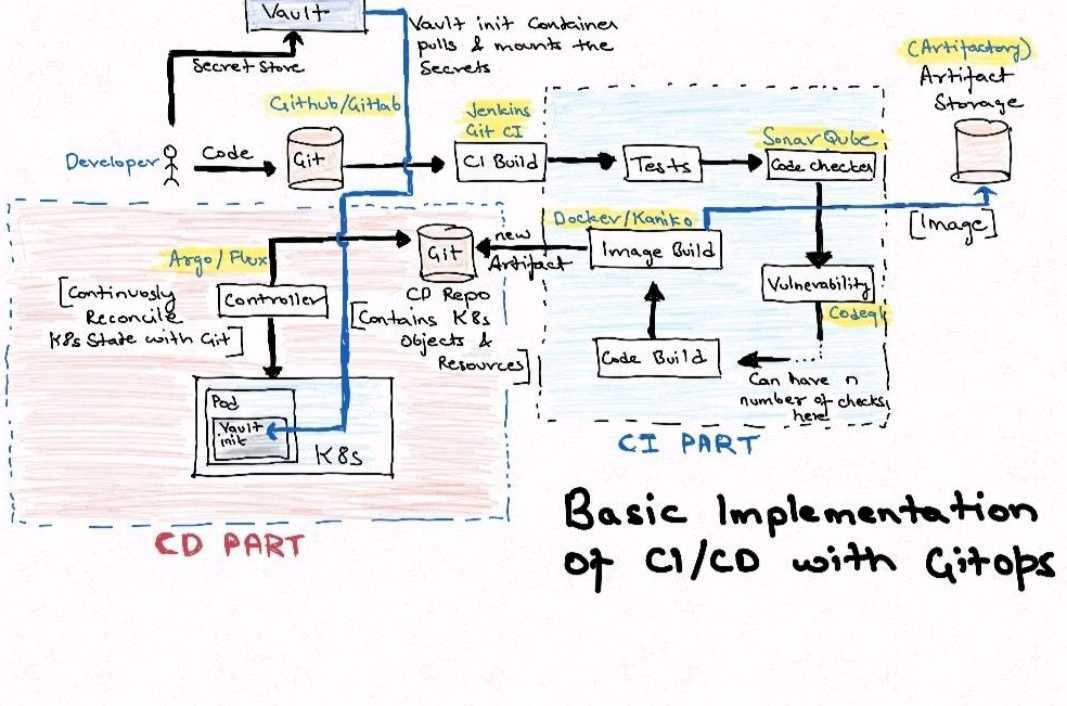 Vault
Vault init Container
pulls & mounts the
Secrets
Secret Store
(Artifactory)
Artifact
Storage
Github/Gitlab
Jenkins
Git CI
SonarQube
Developer
Code
Git
CI Build
Tests
Code checker
[Image]
Docker/Kaniko
Image Build
new
Artifact
Git
CD Repo
[Contains K8s
Objects &
Resources]
Argo/Flux
Controller
[Continuosly
Reconcile
K8s State with Git]
Vulnerability
Codeql
Code Build
Can have n
number of checks
here
Pod
Vault
init
K8s
CI PART
CD PART
Basic Implementation
of CI/CD with Gitops